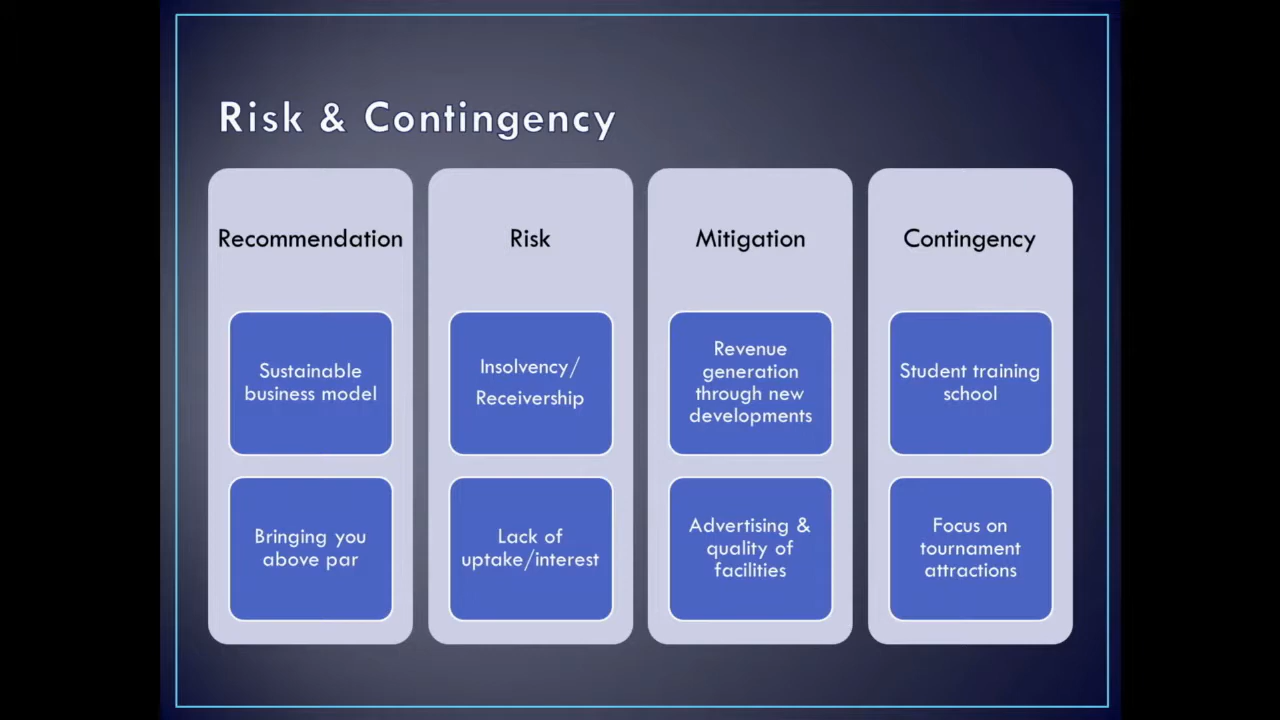 Risk & Contingency
Recommendation
Risk
Mitigation
Contingency
Sustainable
business model
Insolvency/
Receivership
Revenue
generation
through new
developments
Student training
school
Bringing you
above par
Lack of
uptake/interest
Advertising &
quality of
facilities
Focus on
tournament
attractions